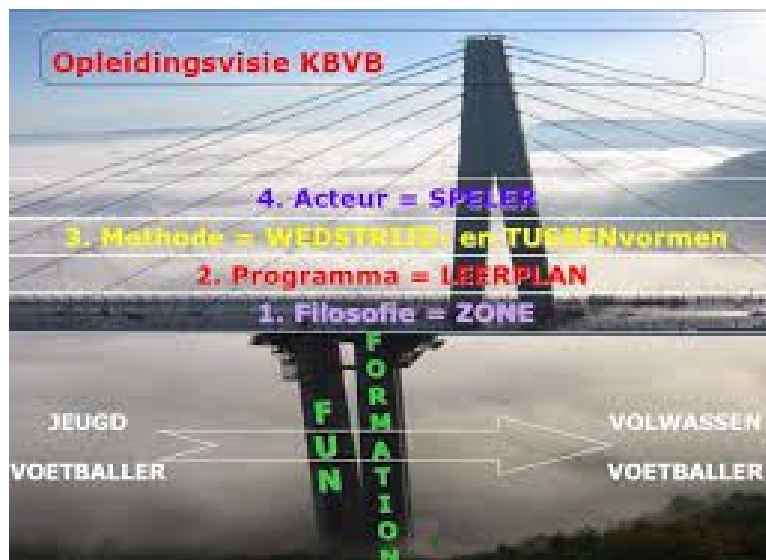 Opleidingsvisie KBVB
4. Acteur = SPELER
3. Methode = WEDSTRIJD- en TUSSENvormen
2. Programma = LEERPLAN
1. Filosofie = ZONE
FUN
FORMATION
JEUGD
VOETBALLER
VOLWASSEN
VOETBALLER